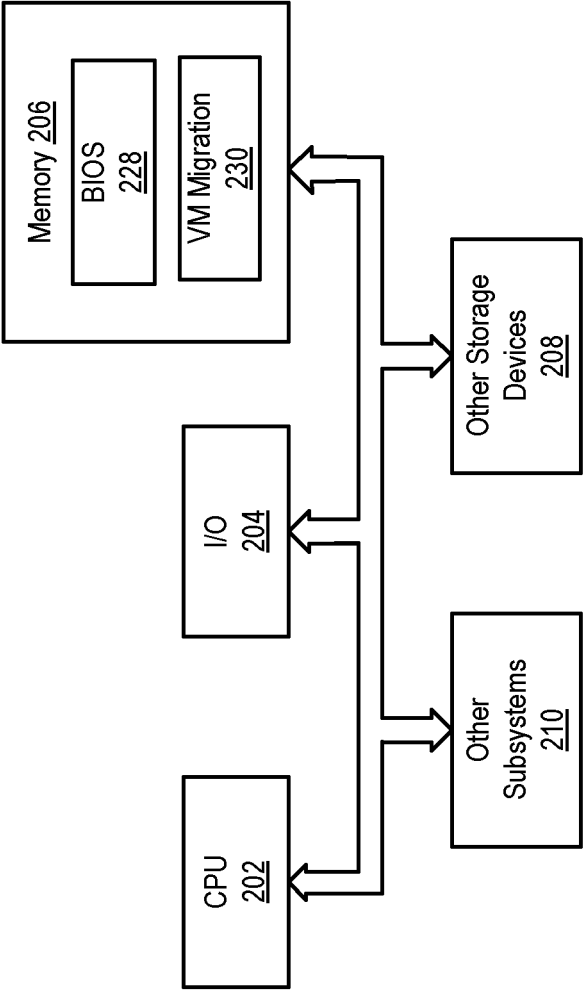 CPU
202
I/O
204
Memory 206
BIOS
228
VM Migration
230
Other
Subsystems
210
Other Storage
Devices
208